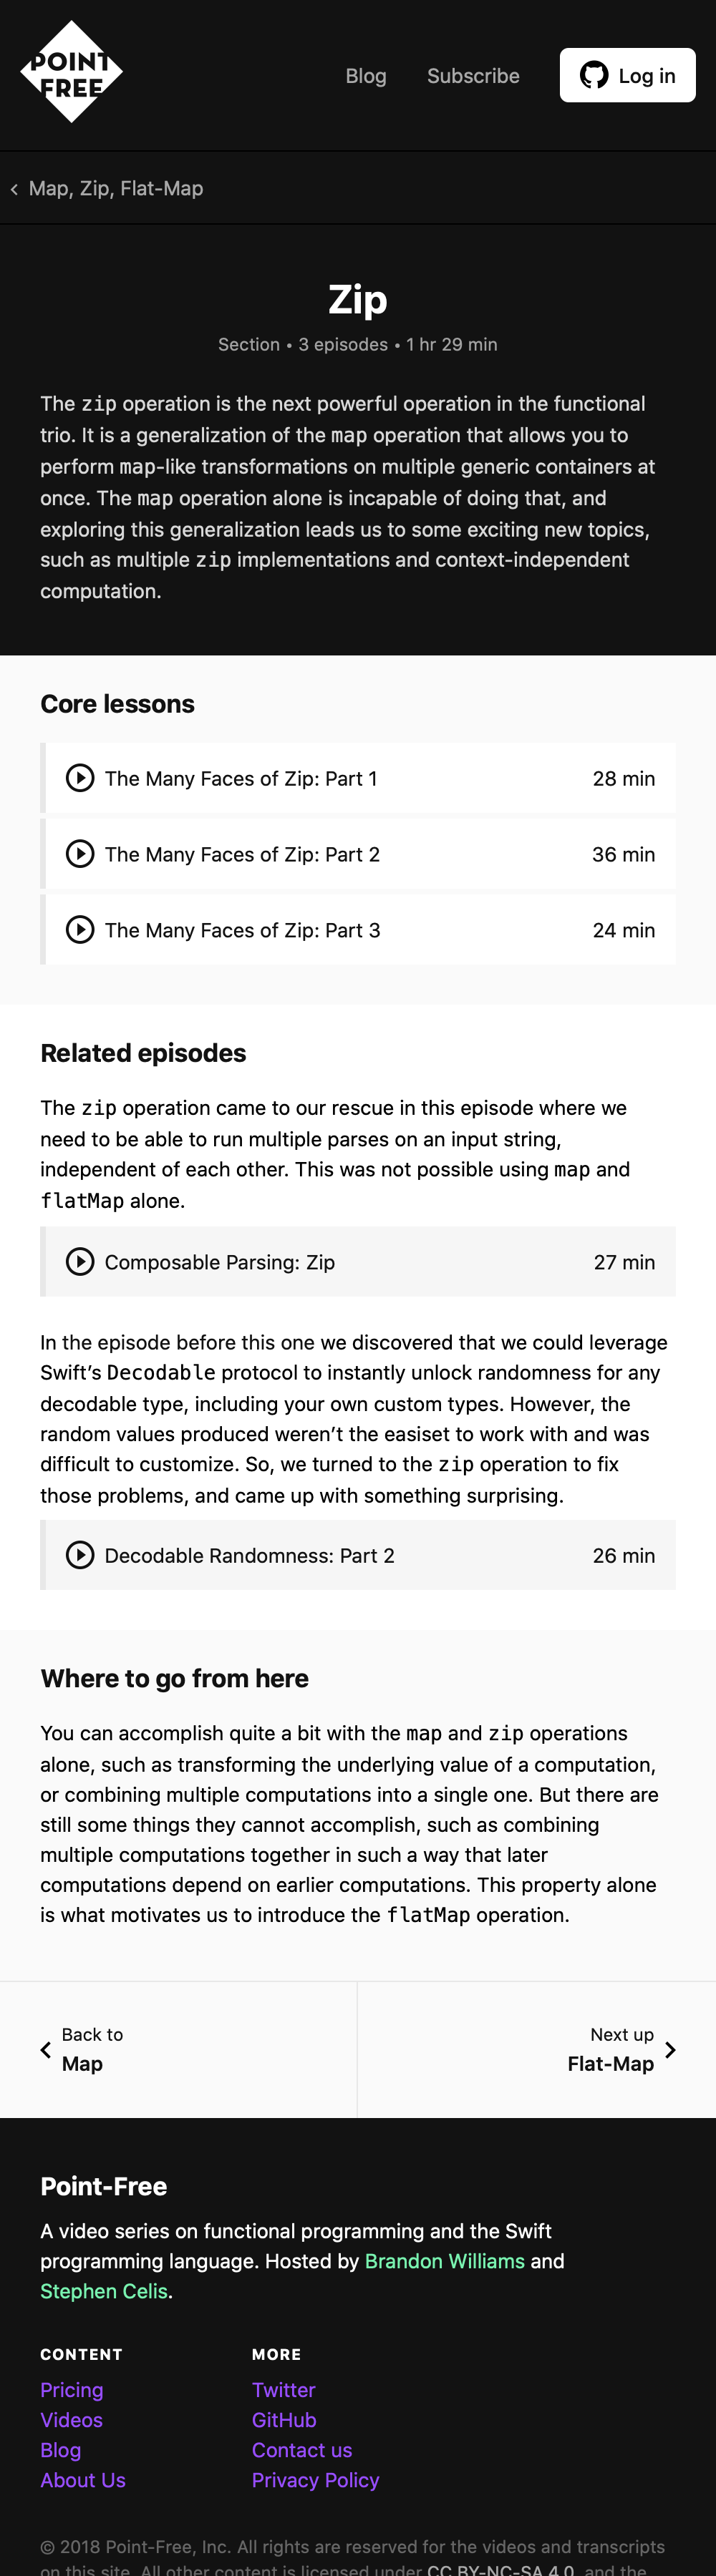 POINT
FREE
Blog
Subscribe
Log in
Map, Zip, Flat-Map
Zip
Section • 3 episodes • 1 hr 29 min
The zip operation is the next powerful operation in the functional
trio. It is a generalization of the map operation that allows you to
perform map-like transformations on multiple generic containers at
once. The map operation alone is incapable of doing that, and
exploring this generalization leads us to some exciting new topics,
such as multiple zip implementations and context-independent
computation.
Core lessons
The Many Faces of Zip: Part 1 28 min
The Many Faces of Zip: Part 2 36 min
The Many Faces of Zip: Part 3 24 min
Related episodes
The zip operation came to our rescue in this episode where we
need to be able to run multiple parses on an input string,
independent of each other. This was not possible using map and
flatMap alone.
Composable Parsing: Zip 27 min
In the episode before this one we discovered that we could leverage
Swift’s Decodable protocol to instantly unlock randomness for any
decodable type, including your own custom types. However, the
random values produced weren’t the easiset to work with and was
difficult to customize. So, we turned to the zip operation to fix
those problems, and came up with something surprising.
Decodable Randomness: Part 2 26 min
Where to go from here
You can accomplish quite a bit with the map and zip operations
alone, such as transforming the underlying value of a computation,
or combining multiple computations into a single one. But there are
still some things they cannot accomplish, such as combining
multiple computations together in such a way that later
computations depend on earlier computations. This property alone
is what motivates us to introduce the flatMap operation.
Back to
Map
Next up
Flat-Map
Point-Free
A video series on functional programming and the Swift
programming language. Hosted by Brandon Williams and
Stephen Celis.
CONTENT
Pricing
Videos
Blog
About Us
MORE
Twitter
GitHub
Contact us
Privacy Policy
© 2018 Point-Free, Inc. All rights are reserved for the videos and transcripts
on this site. All other content is licensed under CC BY-NC-SA 4.0, and the